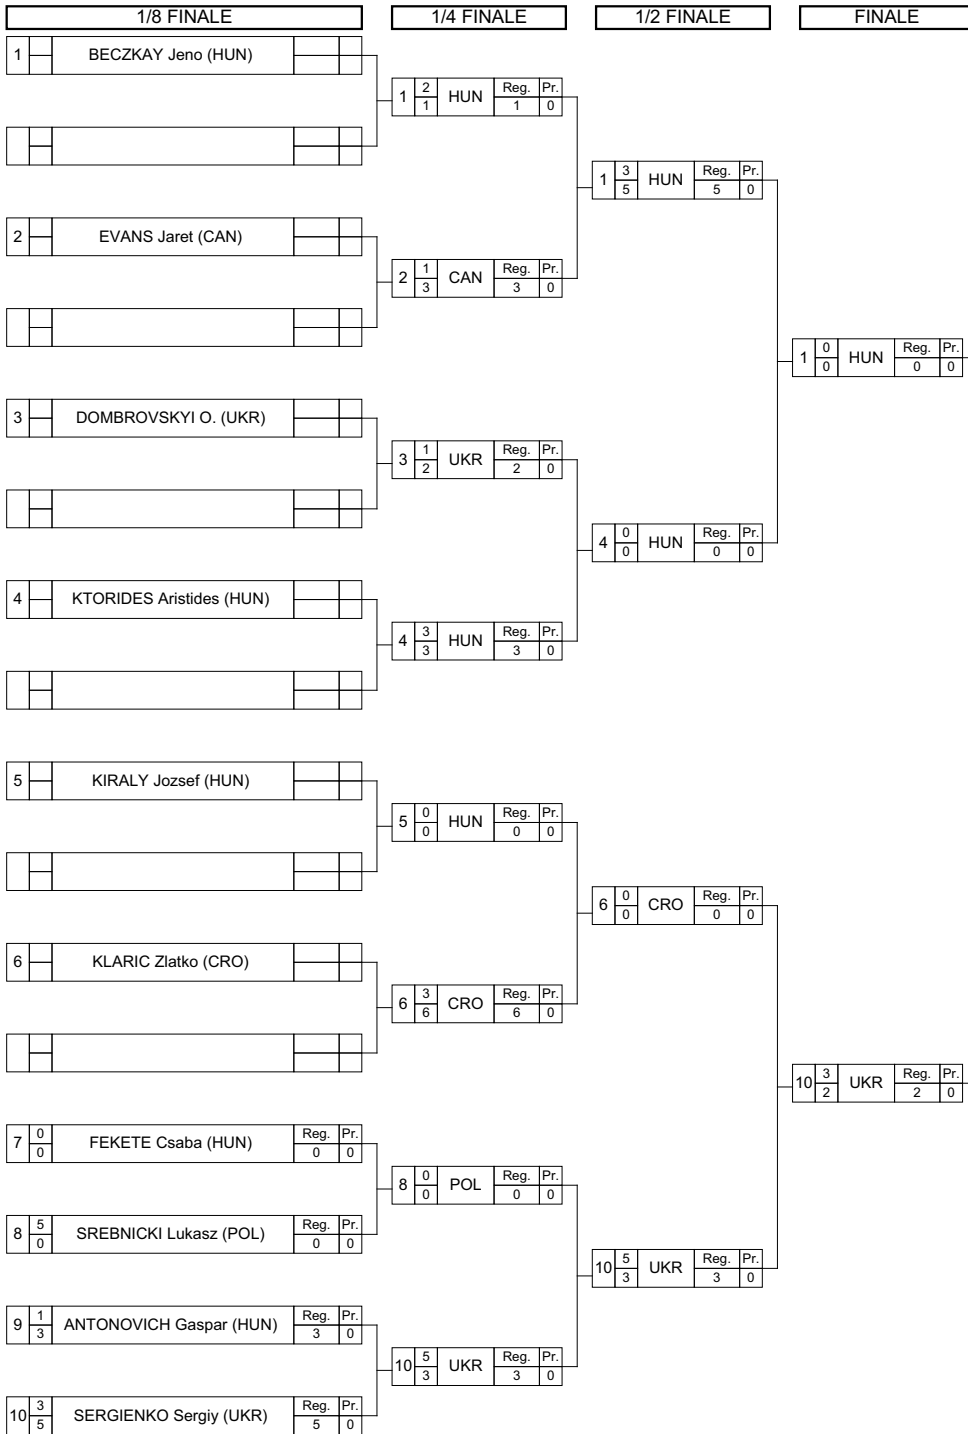 1/8 FINALE 1/4 FINALE 1/2 FINALE FINALE
1 BECZKAY Jeno (HUN)
1 2 1 HUN Reg. 1 Pr. 0
1 3 5 HUN Reg. 5 Pr. 0
2 EVANS Jaret (CAN)
2 1 3 CAN Reg. 3 Pr. 0
1 0 0 HUN Reg. 0 Pr. 0
3 DOMBROVSKYI O. (UKR)
3 1 2 UKR Reg. 2 Pr. 0
4 0 0 HUN Reg. 0 Pr. 0
4 KTORIDES Aristides (HUN)
4 3 3 HUN Reg. 3 Pr. 0
5 KIRALY Jozsef (HUN)
5 0 0 HUN Reg. 0 Pr. 0
6 0 0 CRO Reg. 0 Pr. 0
6 KLARIC Zlatko (CRO)
6 3 6 CRO Reg. 6 Pr. 0
10 3 2 UKR Reg. 2 Pr. 0
7 0 0 FEKETE Csaba (HUN) Reg. 0 Pr. 0
8 0 0 POL Reg. 0 Pr. 0
8 5 0 SREBNICKI Lukasz (POL) Reg. 0 Pr. 0
10 5 3 UKR Reg. 3 Pr. 0
9 1 3 ANTONOVICH Gaspar (HUN) Reg. 3 Pr. 0
10 5 3 UKR Reg. 3 Pr. 0
10 3 5 SERGIENKO Sergiy (UKR) Reg. 5 Pr. 0